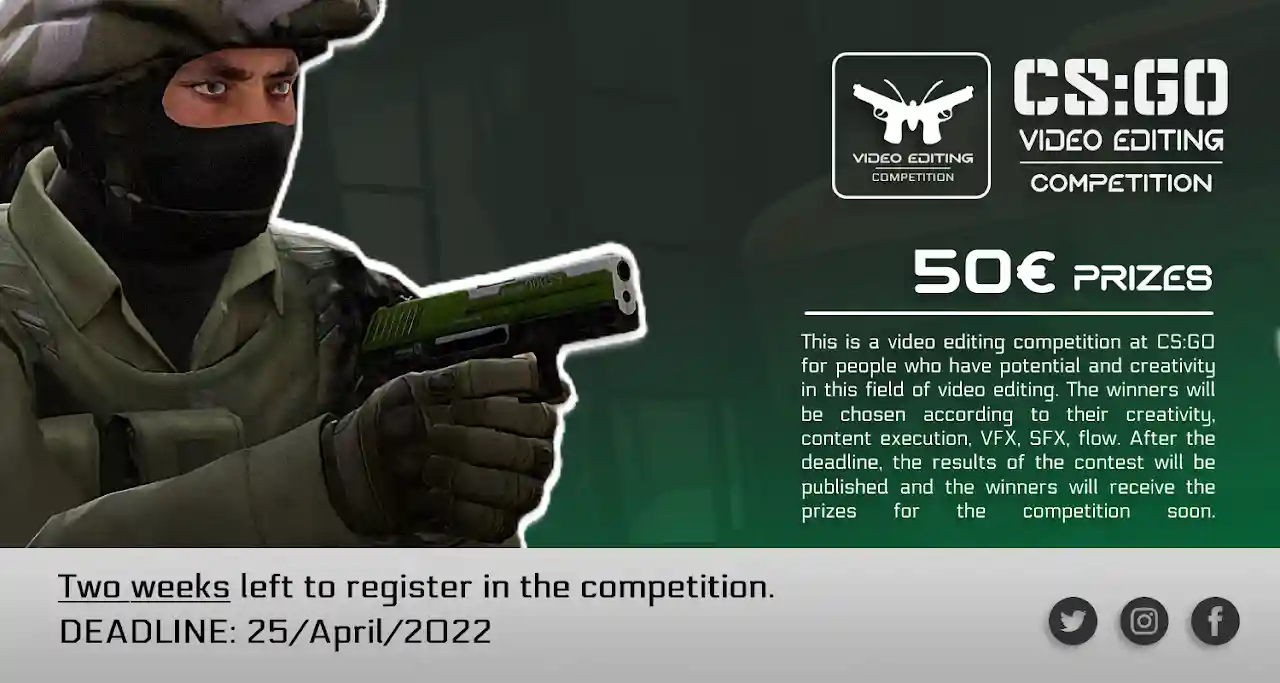 VIDEO EDITING
COMPETITION
CS:GO
VIDEO EDITING
COMPETITION
50€ PRIZES
This is a video editing competition at CS:GO
for people who have potential and creativity
in this field of video editing. The winners will
be chosen according to their creativity,
content execution, VFX, SFX, flow. After the
deadline, the results of the contest will be
published and the winners will receive the
prizes for the competition soon.
Two weeks left to register in the competition.
DEADLINE: 25/April/2022